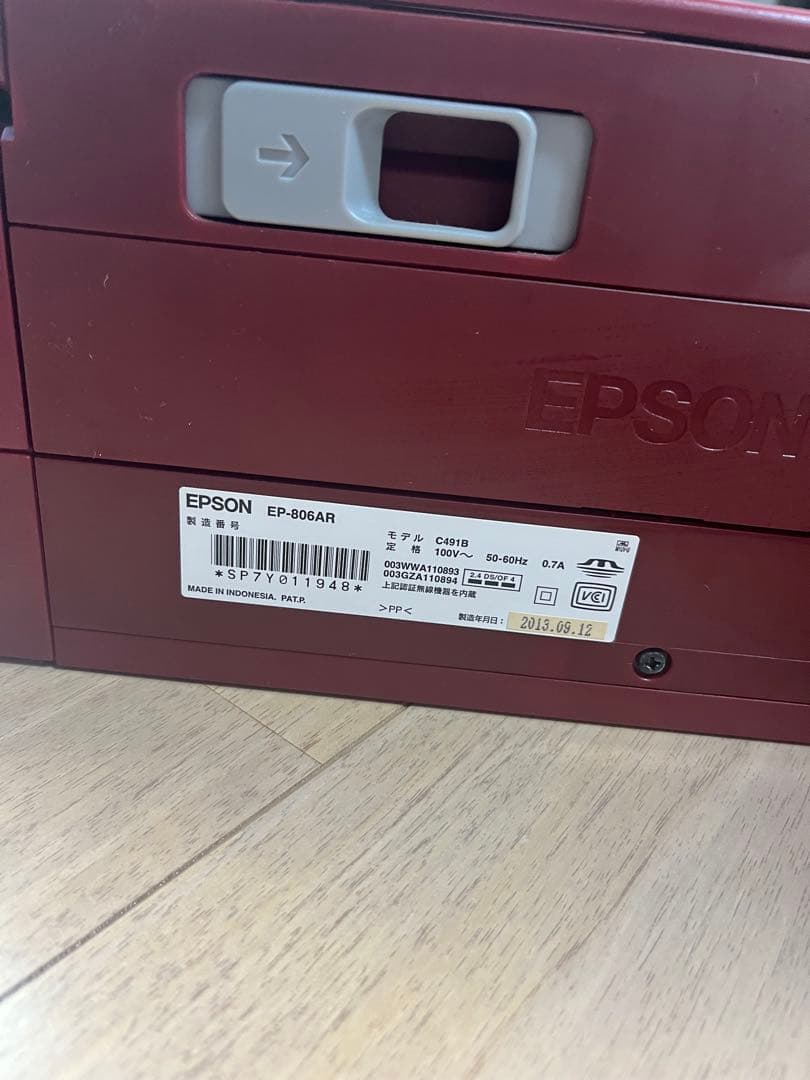 EPSON
EPSON EP-806AR
製造番号
*SP7Y011948*
MADE IN INDONESIA. PAT.P.
モデル C491B
定格 100V～ 50-60Hz 0.7A
003WWA110893
003GZA110894 2.4 DS/OF 4
上記認証無線機器を内蔵
>PP<
製造年月日: 2013.09.12
VCI